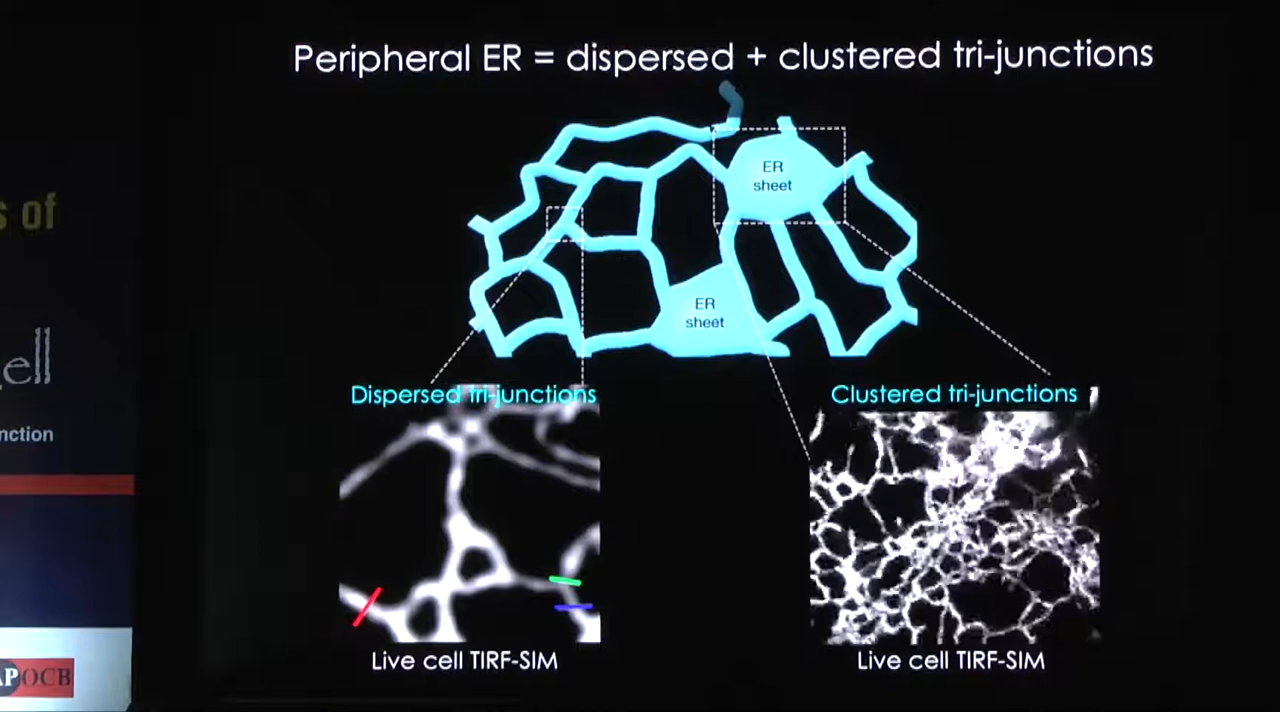 Peripheral ER = dispersed + clustered tri-junctions
ER
sheet
ER
sheet
s of
ell
nction
Dispersed tri-junctions
Clustered tri-junctions
Live cell TIRF-SIM
Live cell TIRF-SIM
APOCB